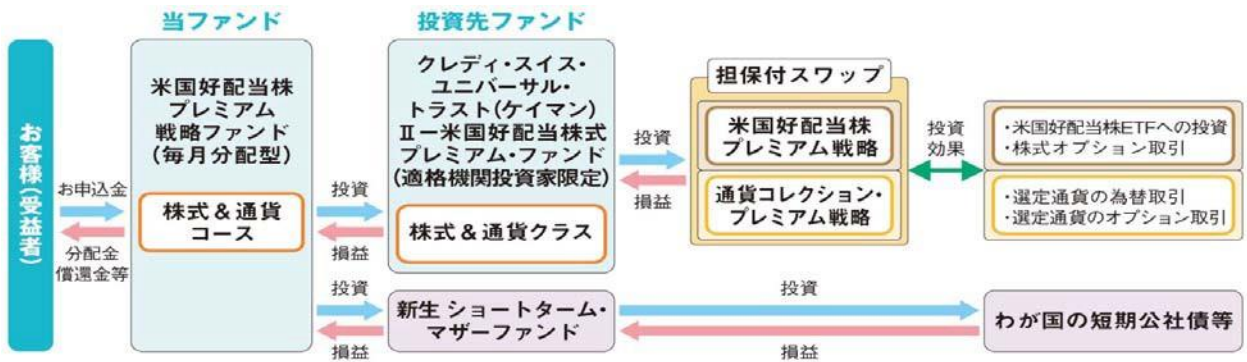 当ファンド
投資先ファンド
お客様(受益者)
お申込金
分配金
償還金等
米国好配当株
プレミアム
戦略ファンド
(毎月分配型)
株式&通貨
コース
投資
損益
クレディ・スイス・
ユニバーサル・
トラスト(ケイマン)
Ⅱー米国好配当株式
プレミアム・ファンド
(適格機関投資家限定)
株式&通貨クラス
投資
損益
担保付スワップ
米国好配当株
プレミアム戦略
通貨コレクション・
プレミアム戦略
投資
効果
・米国好配当株ETFへの投資
・株式オプション取引
・選定通貨の為替取引
・選定通貨のオプション取引
投資
損益
新生 ショートターム・
マザーファンド
投資
損益
わが国の短期公社債等